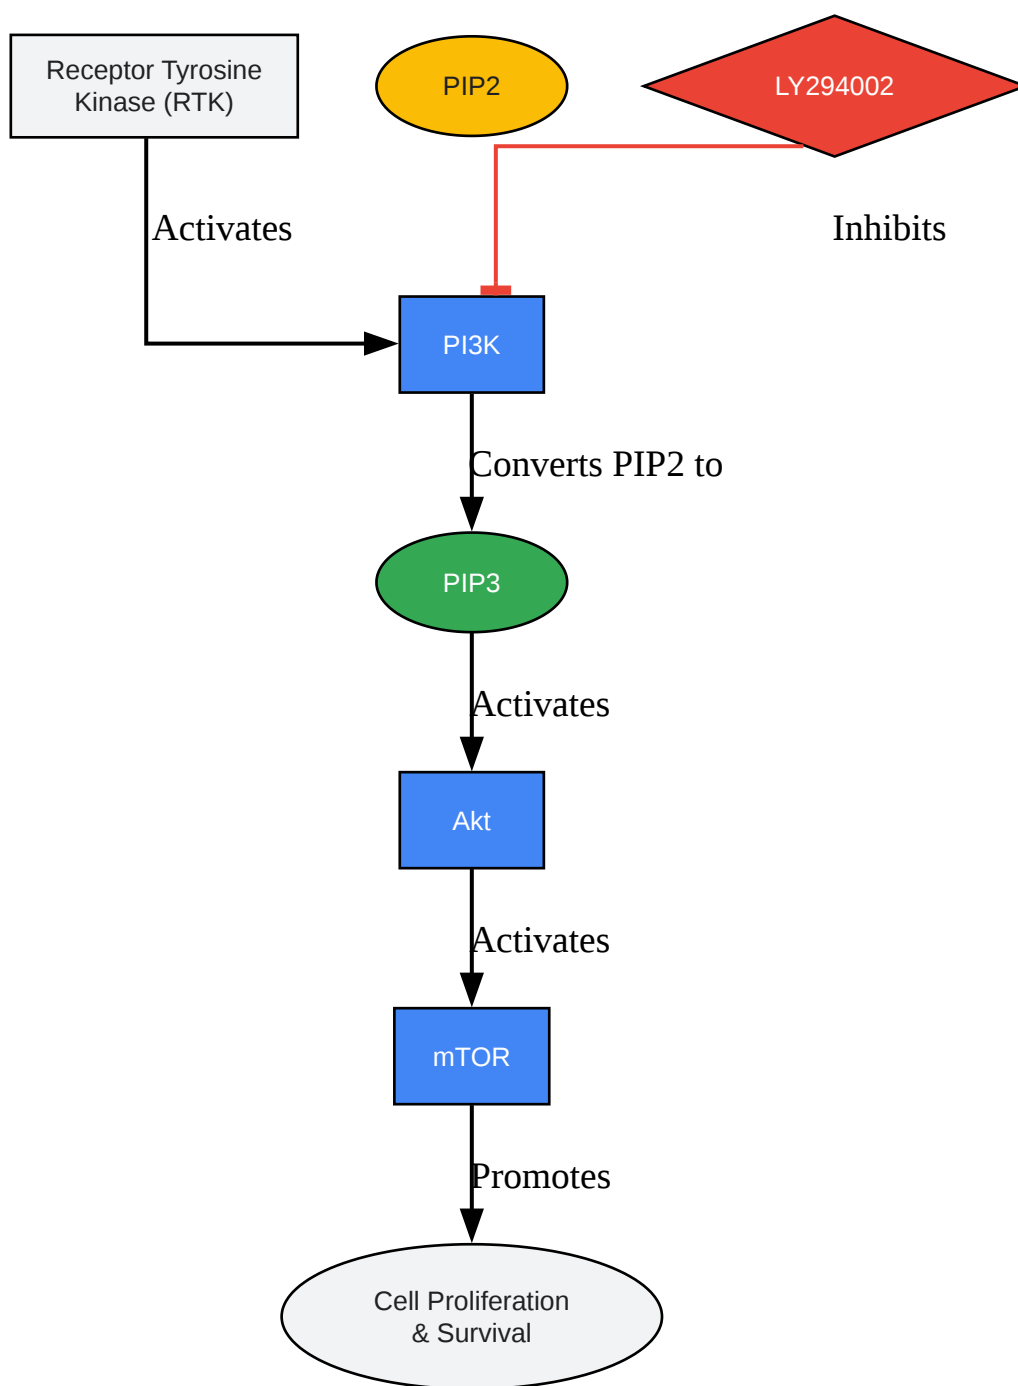 Receptor Tyrosine
Kinase (RTK)
PIP2
LY294002
Activates
Inhibits
PI3K
Converts PIP2 to
PIP3
Activates
Akt
Activates
mTOR
Promotes
Cell Proliferation
& Survival